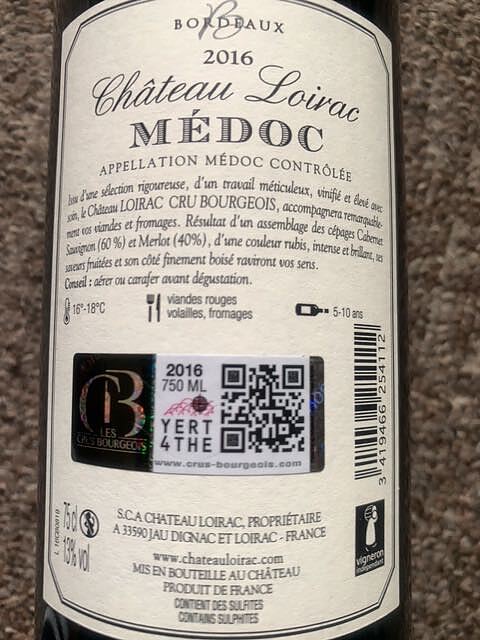 BORDEAUX
2016
Château Loirac
MÉDOC
APPELLATION MÉDOC CONTRÔLÉE
Issu d'une sélection rigoureuse, d'un travail méticuleux, vinifié et élevé avec
soin, le Château LOIRAC CRU BOURGEOIS, accompagnera remarquable-
ment vos viandes et fromages. Résultat d'un assemblage des cépages Cabernet
Sauvignon (60 %) et Merlot (40%), d'une couleur rubis, intense et brillant, ses
saveurs fruitées et son côté finement boisé raviront vos sens.
Conseil : aérer ou carafer avant dégustation.
16°-18°C
viandes rouges
volailles, fromages
5-10 ans
CB
LES
CRUS BOURGEOIS
2016
750 ML
YERT
4THE
www.crus-bourgeois.com
3 419466 254112
75 cl
13% vol
S.C.A CHATEAU LOIRAC, PROPRIÉTAIRE
A 33590 JAU DIGNAC ET LOIRAC - FRANCE
www.chateauloirac.com
MIS EN BOUTEILLE AU CHÂTEAU
PRODUIT DE FRANCE
CONTIENT DES SULFITES
CONTAINS SULPHITES
vigneron
indépendant